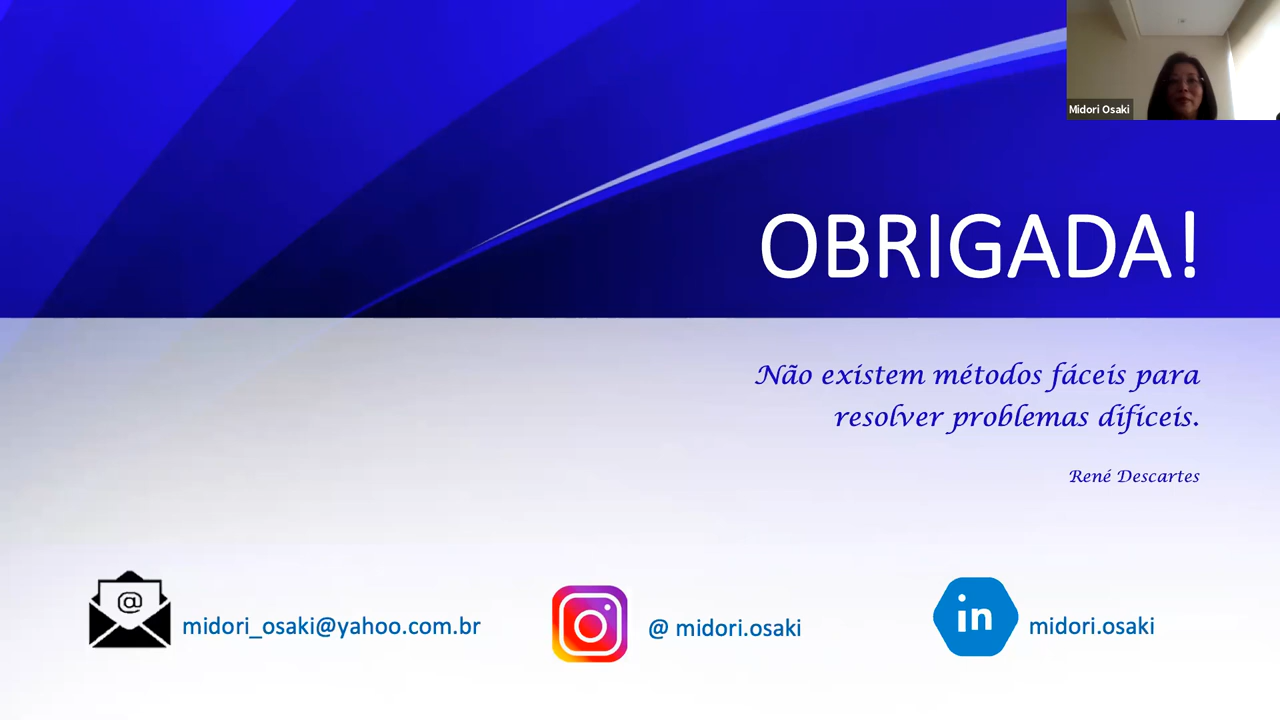 Midori Osaki
OBRIGADA!
Não existem métodos fáceis para
resolver problemas difíceis.
René Descartes
@
midori_osaki@yahoo.com.br
@ midori.osaki
in
midori.osaki